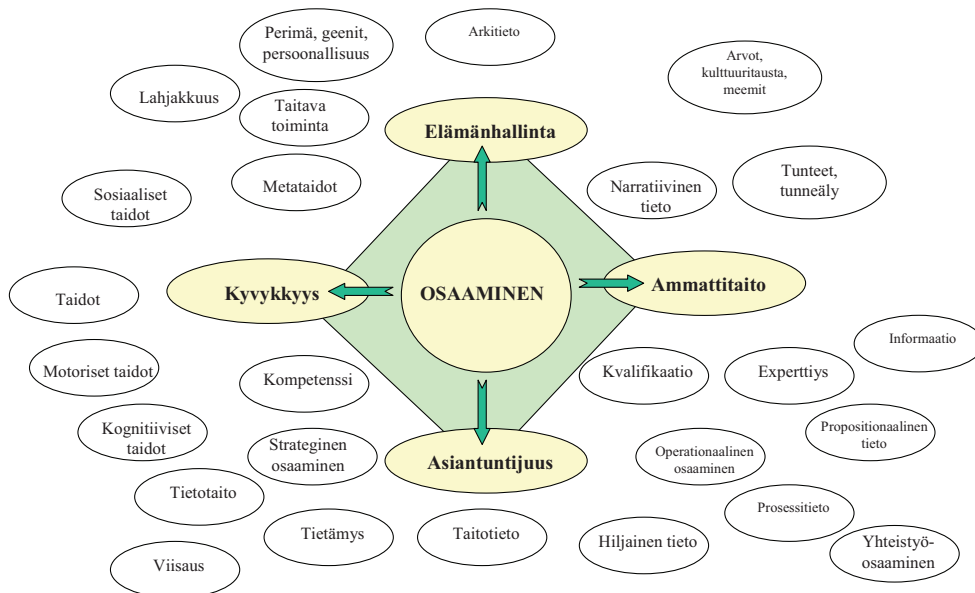 Perimä, geenit,
persoonallisuus
Arkitieto
Arvot,
kulttuuritausta,
meemit
Lahjakkuus
Taitava
toiminta
Elämänhallinta
Sosiaaliset
taidot
Metataidot
Narratiivinen
tieto
Tunteet,
tunneäly
Taidot
Kyvykkyys
OSAAMINEN
Ammattitaito
Informaatio
Motoriset taidot
Kompetenssi
Kvalifikaatio
Experttiys
Kognitiiviset
taidot
Strateginen
osaaminen
Asiantuntijuus
Operationaalinen
osaaminen
Propositionaalinen
tieto
Tietotaito
Prosessitieto
Tietämys
Taitotieto
Hiljainen tieto
Yhteistyö-
osaaminen
Viisaus